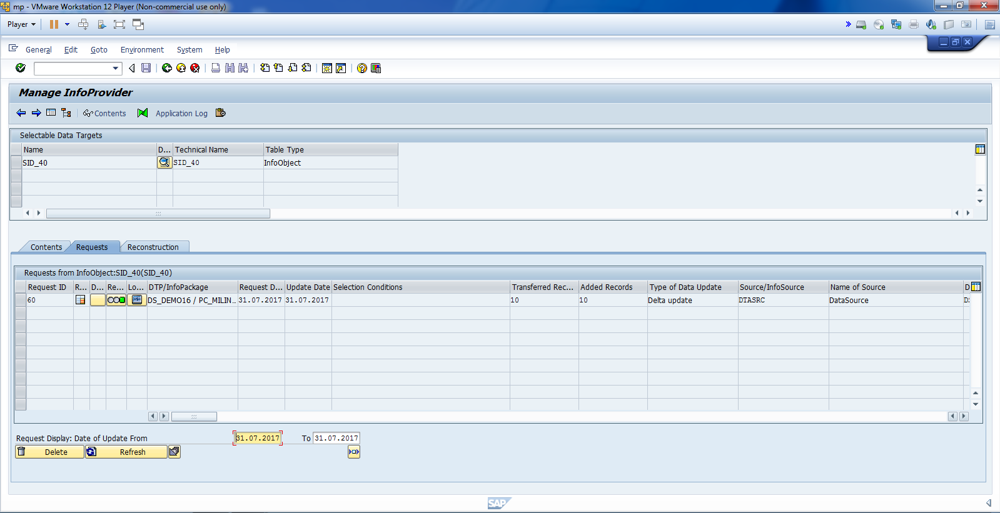 mp - VMware Workstation 12 Player (Non-commercial use only)
Player
General Edit Goto Environment System Help
Manage InfoProvider
Contents Application Log
Selectable Data Targets
Name D... Technical Name Table Type
SID_40 SID_40 InfoObject
Contents Requests Reconstruction
Requests from InfoObject:SID_40(SID_40)
Request ID R... D... Re... Lo... DTP/InfoPackage Request D... Update Date Selection Conditions Transferred Rec... Added Records Type of Data Update Source/InfoSource Name of Source D
60 DS_DEMO16 / PC_MILIN... 31.07.2017 31.07.2017 10 10 Delta update DTASRC DataSource
Request Display: Date of Update From 31.07.2017 To 31.07.2017
Delete Refresh
SAP